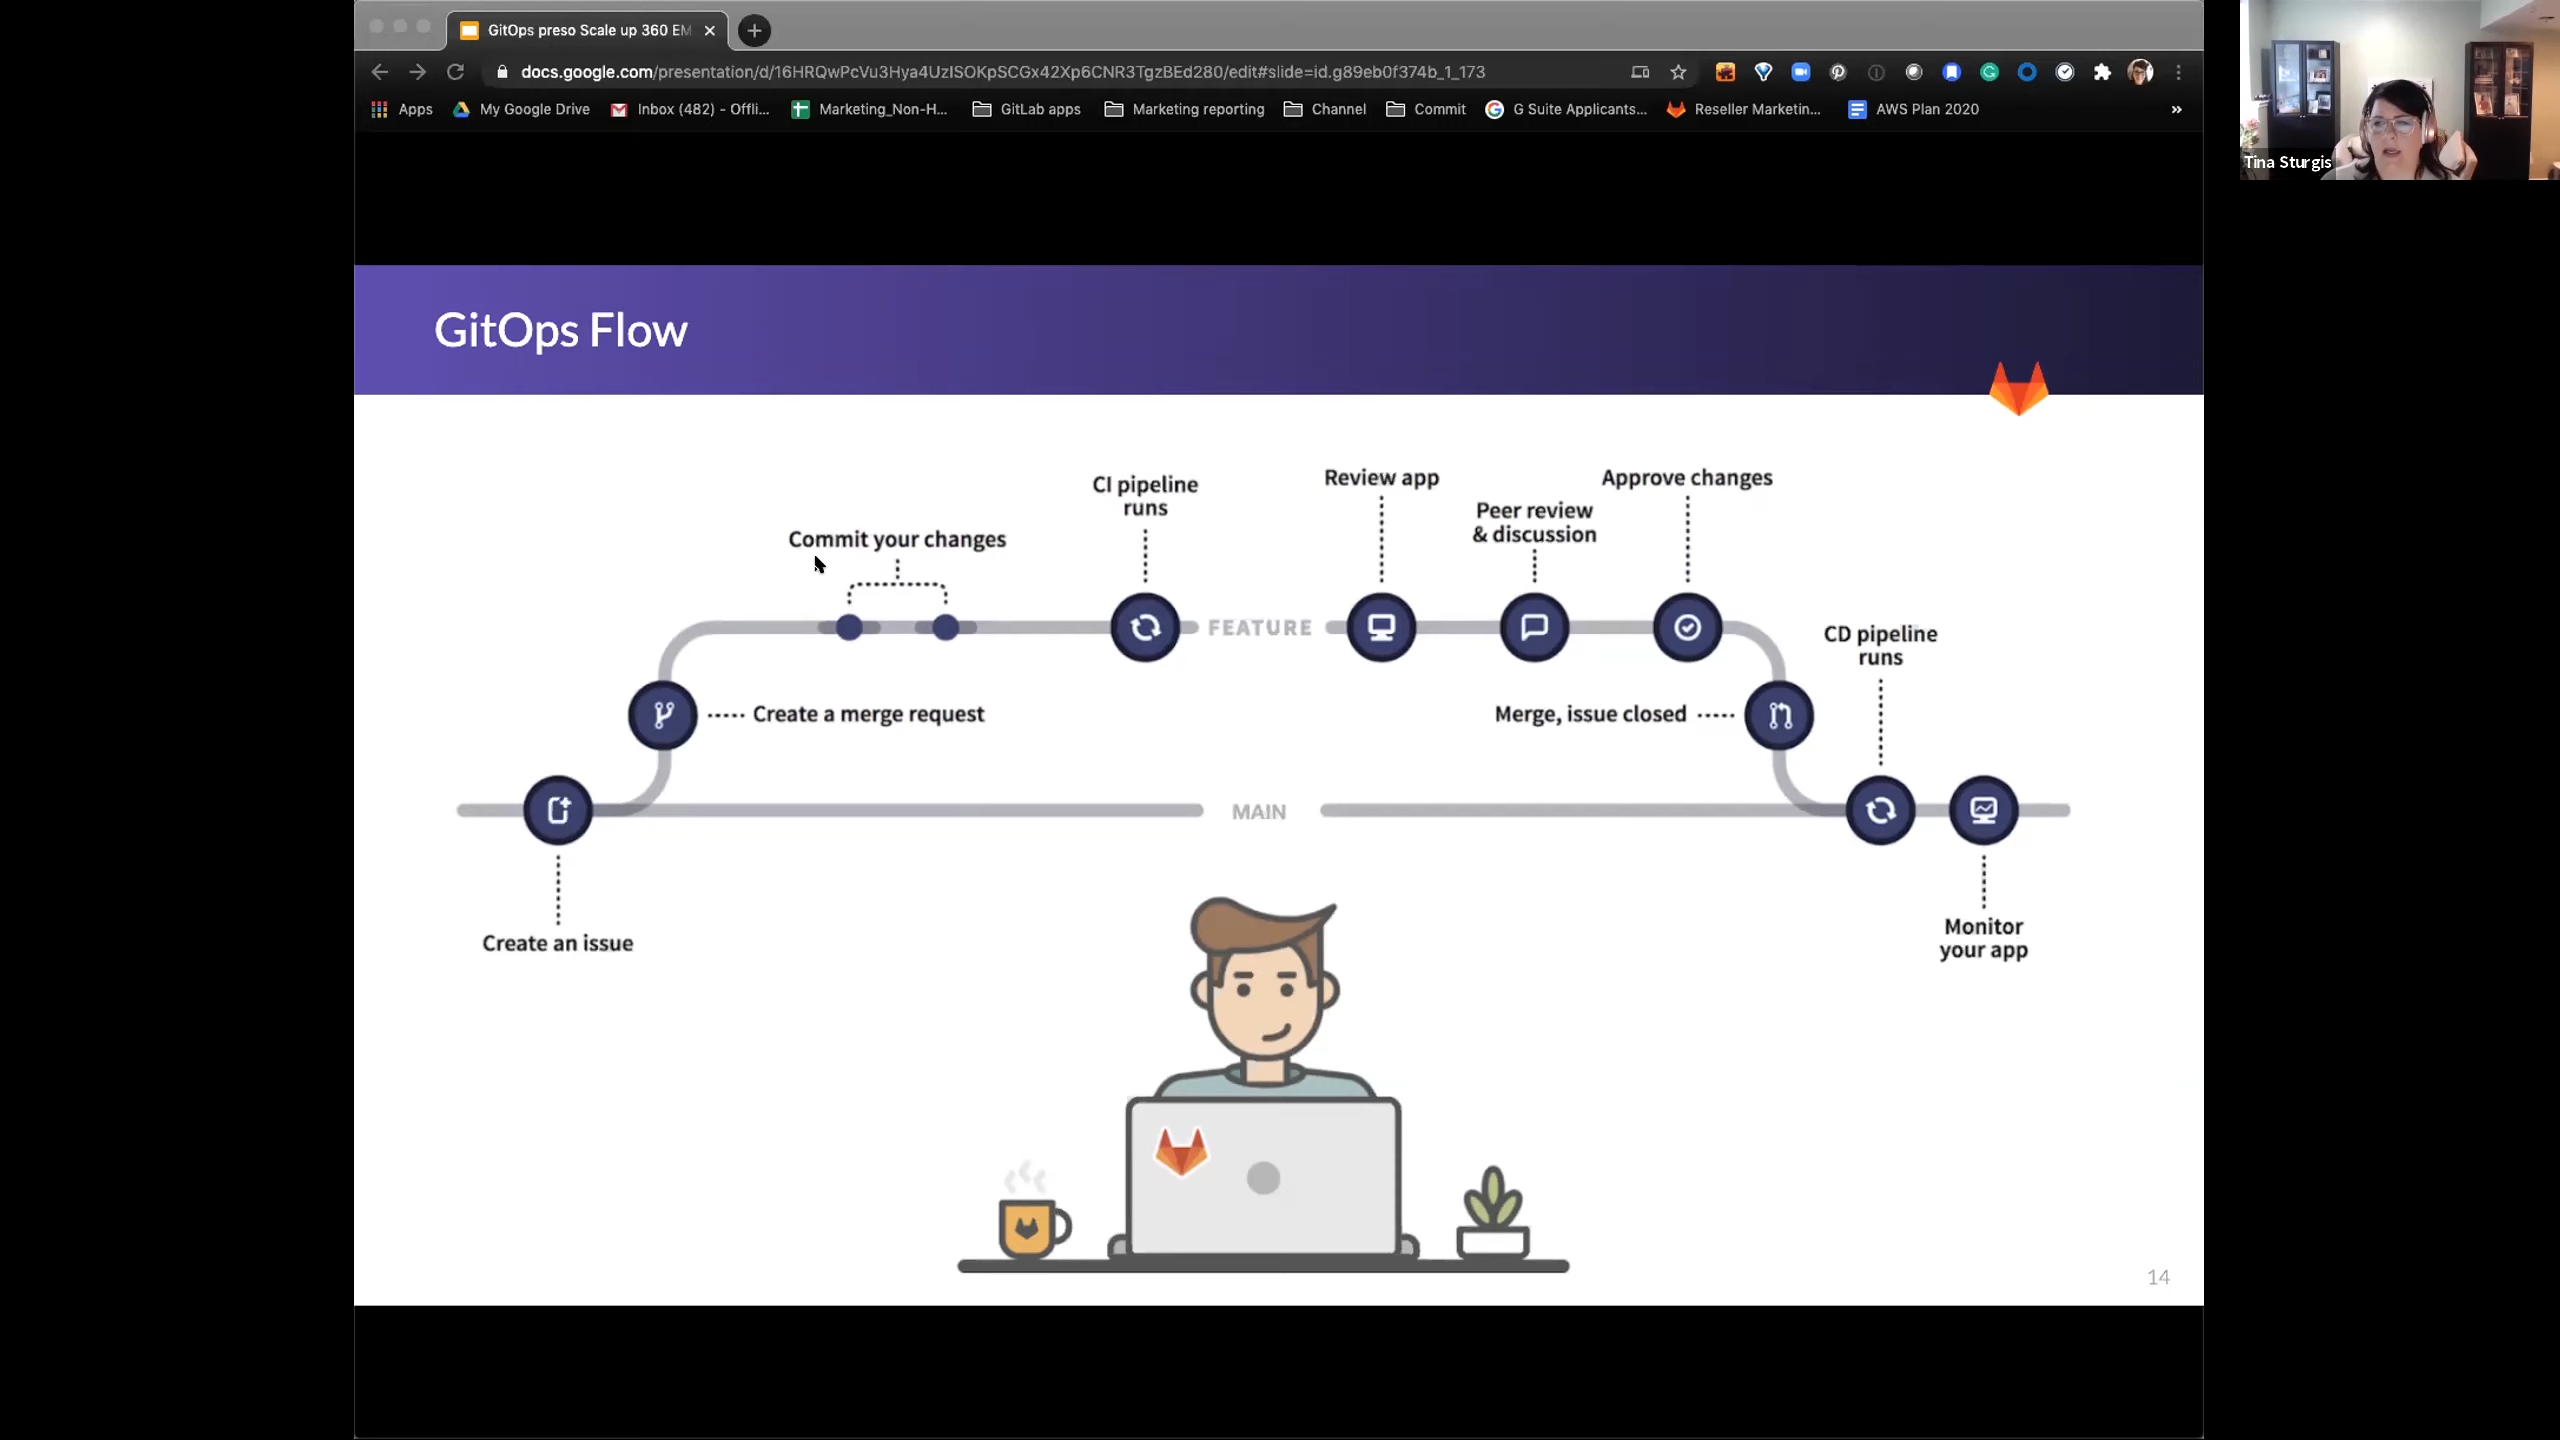 GitOps preso Scale up 360 EM
docs.google.com/presentation/d/16HRQwPcVu3Hya4UzISOKpSCGx42Xp6CNR3TgzBEd280/edit#slide=id.g89eb0f374b_1_173
Apps
My Google Drive
Inbox (482) - Offli...
Marketing_Non-H...
GitLab apps
Marketing reporting
Channel
Commit
G Suite Applicants...
Reseller Marketin...
AWS Plan 2020
»
Tina Sturgis
GitOps Flow
Commit your changes
CI pipeline
runs
Review app
Peer review
& discussion
Approve changes
FEATURE
CD pipeline
runs
Create a merge request
Merge, issue closed
MAIN
Create an issue
Monitor
your app
14